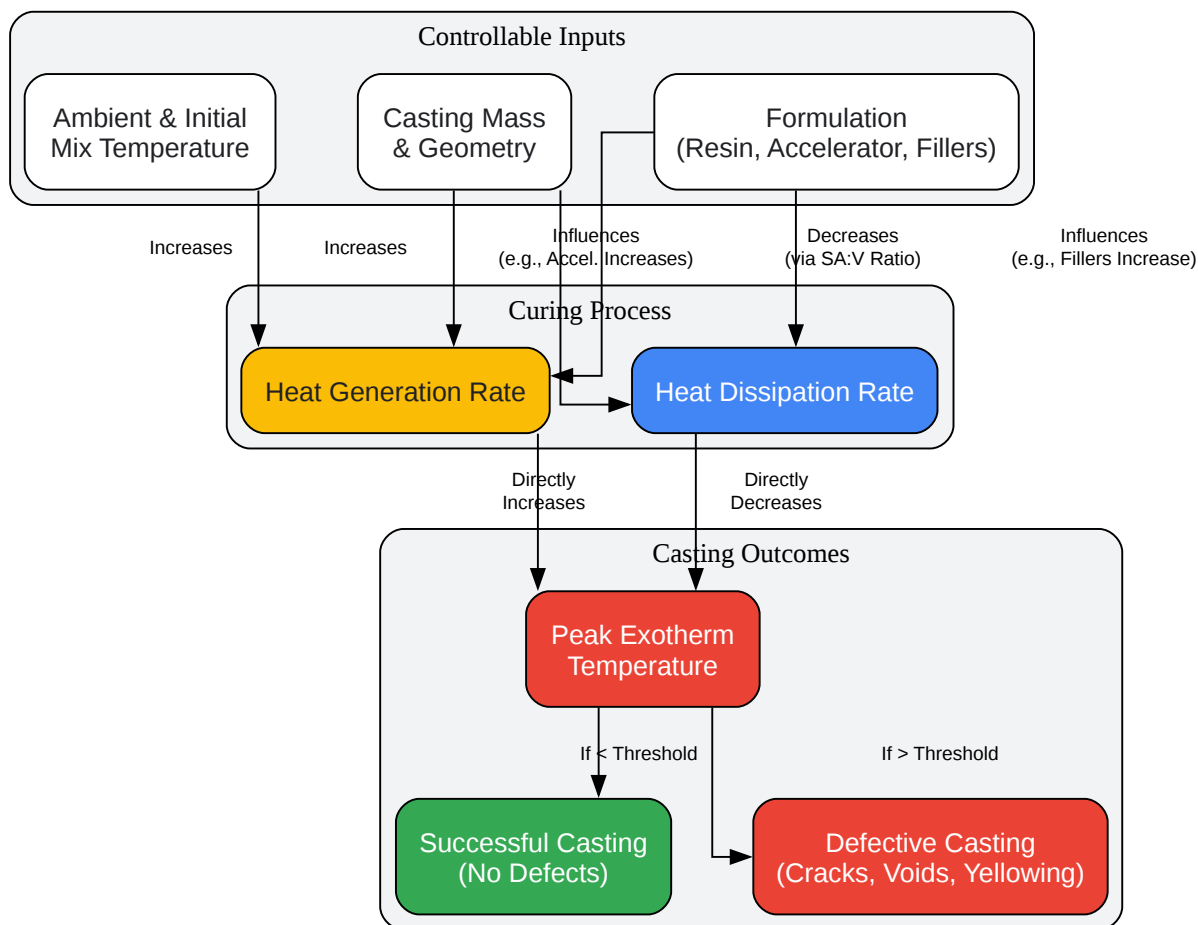 Controllable Inputs
Ambient & Initial
Mix Temperature
Casting Mass
& Geometry
Formulation
(Resin, Accelerator, Fillers)
Increases
Increases
Influences
(e.g., Accel. Increases)
Decreases
(via SA:V Ratio)
Influences
(e.g., Fillers Increase)
Curing Process
Heat Generation Rate
Heat Dissipation Rate
Directly
Increases
Directly
Decreases
Casting Outcomes
Peak Exotherm
Temperature
If < Threshold
If > Threshold
Successful Casting
(No Defects)
Defective Casting
(Cracks, Voids, Yellowing)